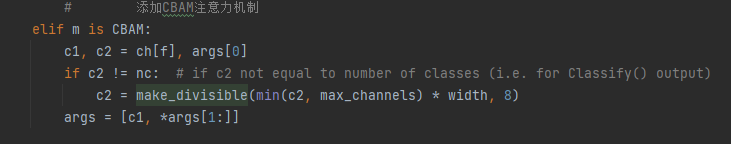 #       添加CBAM注意力机制
elif m is CBAM:
    c1, c2 = ch[f], args[0]
    if c2 != nc:  # if c2 not equal to number of classes (i.e. for Classify() output)
        c2 = make_divisible(min(c2, max_channels) * width, 8)
    args = [c1, *args[1:]]